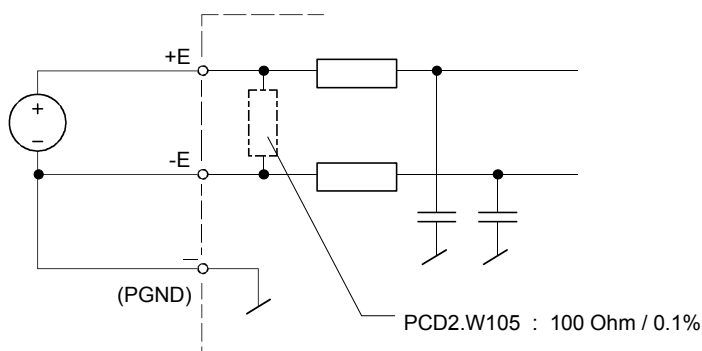 +E
+
–
-E
–
(PGND)
PCD2.W105 : 100 Ohm / 0.1%